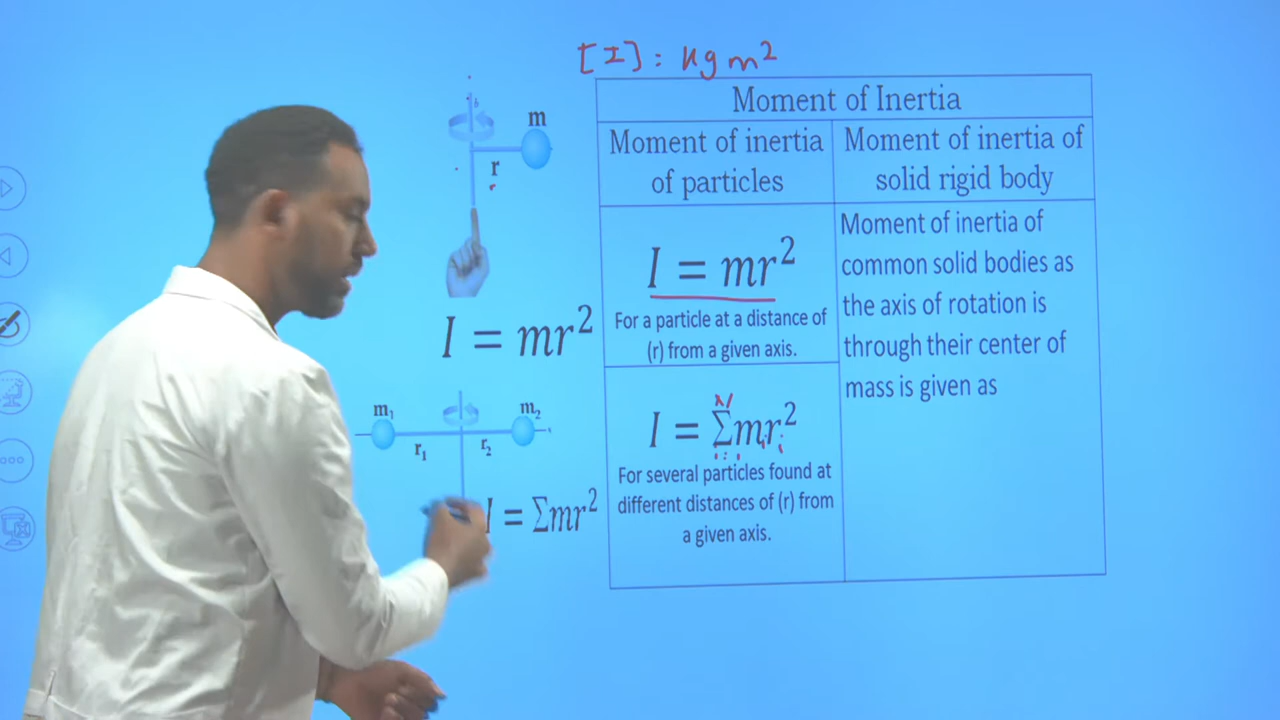 [I] : kgm²
Moment of Inertia
Moment of inertia
of particles
Moment of inertia of
solid rigid body
I = mr²
For a particle at a distance of
(r) from a given axis.
I = Σmr²
N
i = 1
i
i
For several particles found at
different distances of (r) from
a given axis.
Moment of inertia of
common solid bodies as
the axis of rotation is
through their center of
mass is given as
m
r
I = mr²
m₁
m₂
r₁
r₂
I = Σmr²